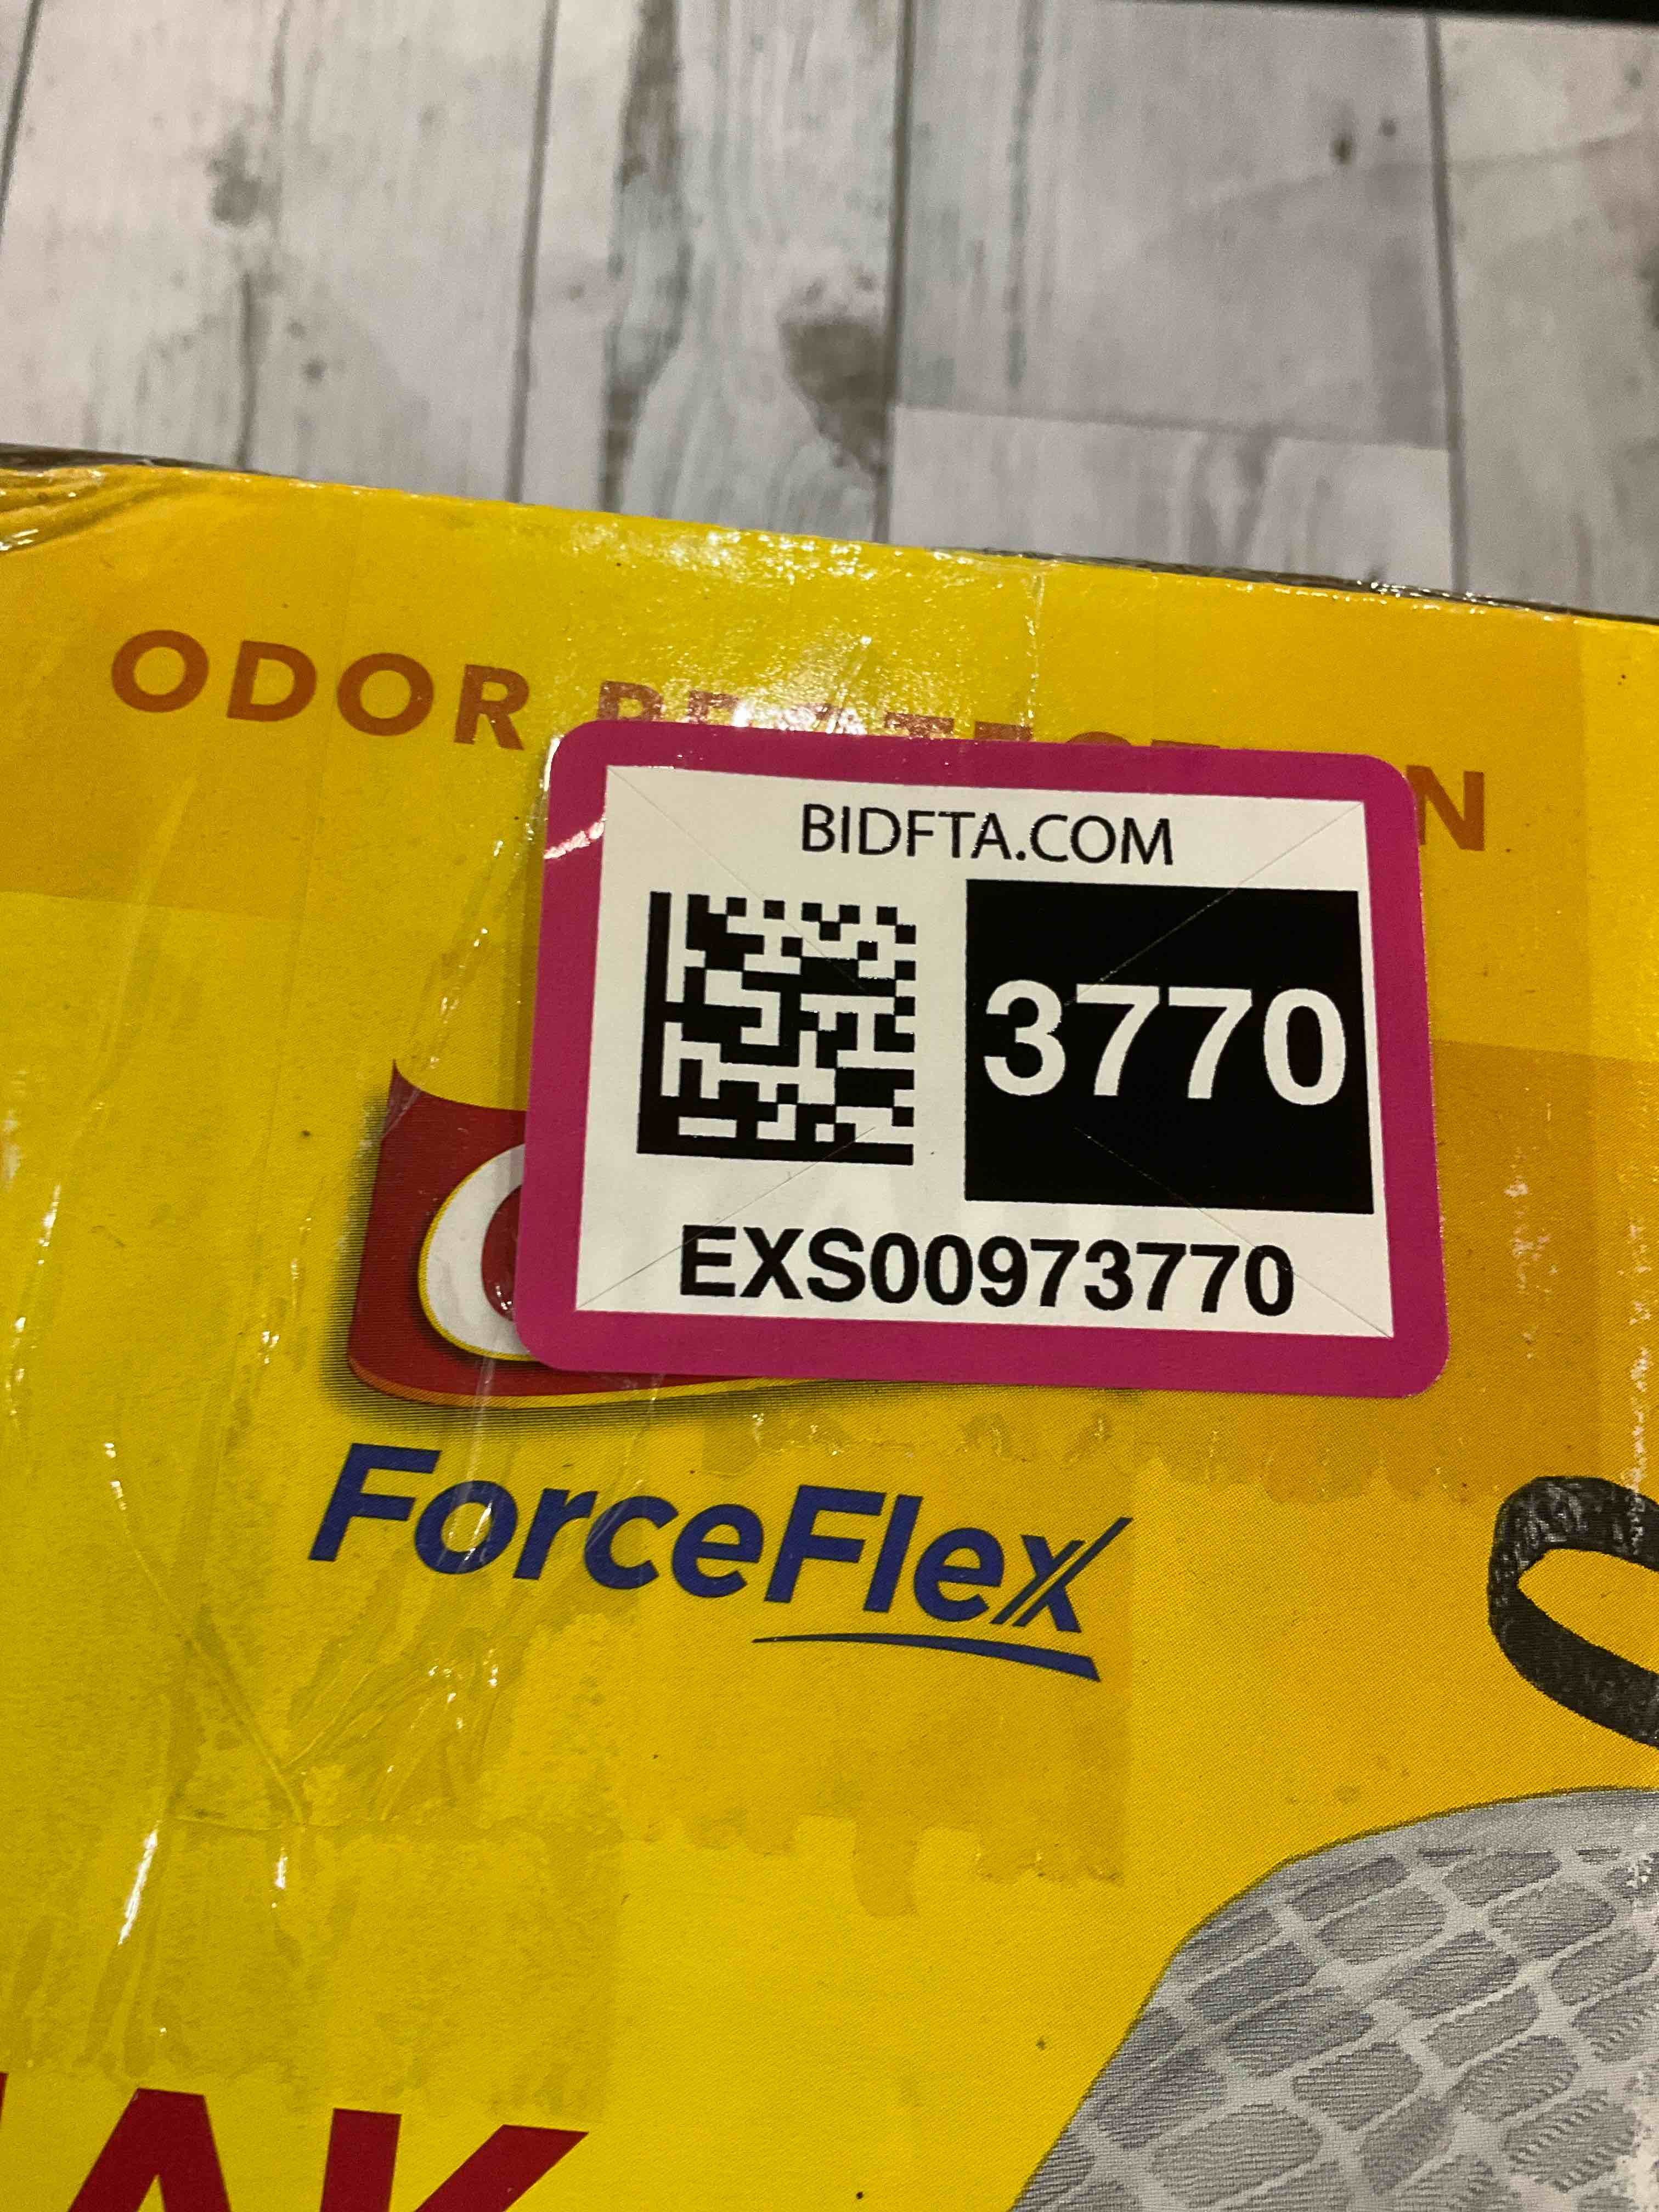 ODOR
BIDFTA.COM
3770
EXS00973770
ForceFlex